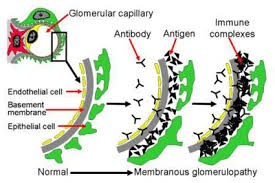 Glomerular capillary
Antibody
Antigen
Immune
complexes
Endothelial cell
Basement
membrane
Epithelial cell
Normal
Membranous glomerulopathy